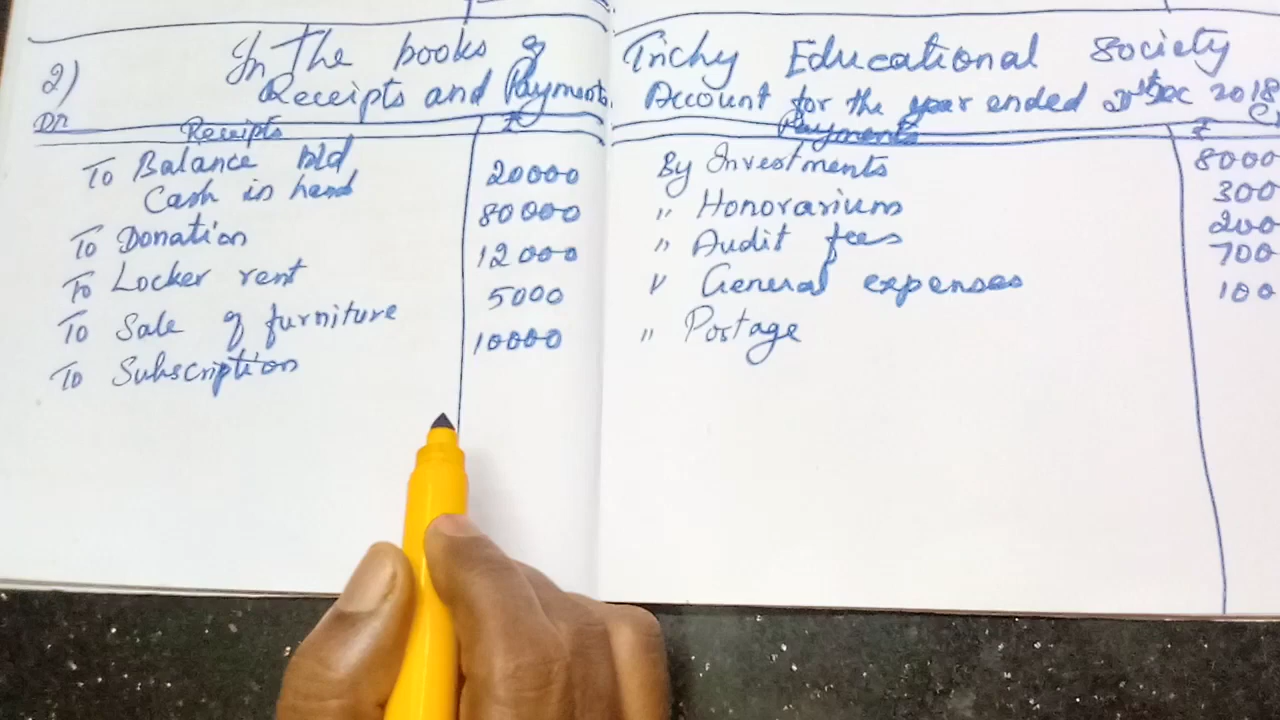 2) In the books of Trichy Educational Society
Receipts and Payments Account for the year ended Dec 2018
Dr Receipts ₹ Payments ₹
To Balance b/d
Cash in hand 20000
To Donation 80000
To Locker rent 12000
To Sale of furniture 5000
To Subscription 10000
By Investments 8000
" Honorarium 300
" Audit fees 200
" General expenses 700
" Postage 100